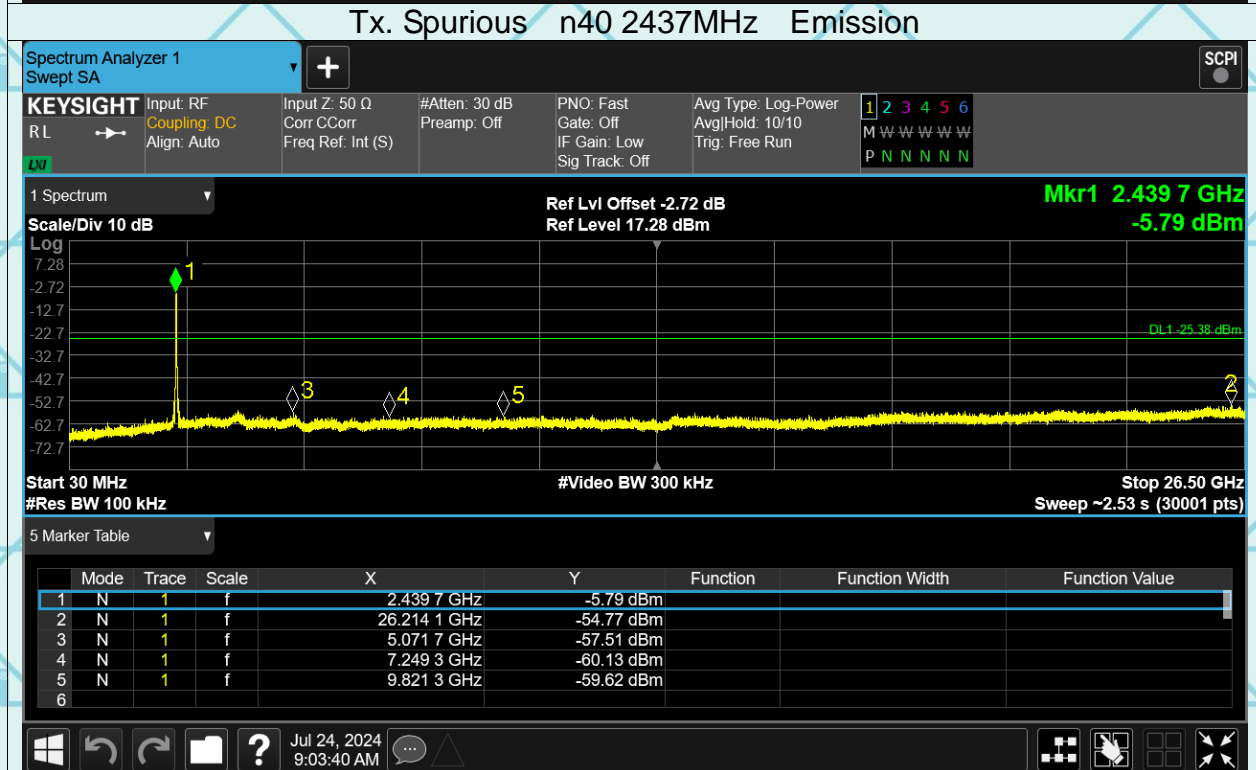 Tx. Spurious n40 2437MHz Emission
Spectrum Analyzer 1
Swept SA
+
SCPI
KEYSIGHT Input: RF Input Z: 50 Ω #Atten: 30 dB PNO: Fast Avg Type: Log-Power 1 2 3 4 5 6
R L Coupling: DC Corr CCorr Preamp: Off Gate: Off Avg|Hold: 10/10 M W W W W W
Align: Auto Freq Ref: Int (S) IF Gain: Low Trig: Free Run P N N N N N
LXI Sig Track: Off
1 Spectrum
Scale/Div 10 dB
Ref Lvl Offset -2.72 dB
Ref Level 17.28 dBm
Mkr1 2.439 7 GHz
-5.79 dBm
Log
7.28
-2.72
-12.7
-22.7
-32.7
-42.7
-52.7
-62.7
-72.7
1
DL1 -25.38 dBm
3
4
5
2
Start 30 MHz #Video BW 300 kHz Stop 26.50 GHz
#Res BW 100 kHz Sweep ~2.53 s (30001 pts)
5 Marker Table
Mode Trace Scale X Y Function Function Width Function Value
1 N 1 f 2.439 7 GHz -5.79 dBm
2 N 1 f 26.214 1 GHz -54.77 dBm
3 N 1 f 5.071 7 GHz -57.51 dBm
4 N 1 f 7.249 3 GHz -60.13 dBm
5 N 1 f 9.821 3 GHz -59.62 dBm
6
? Jul 24, 2024
9:03:40 AM